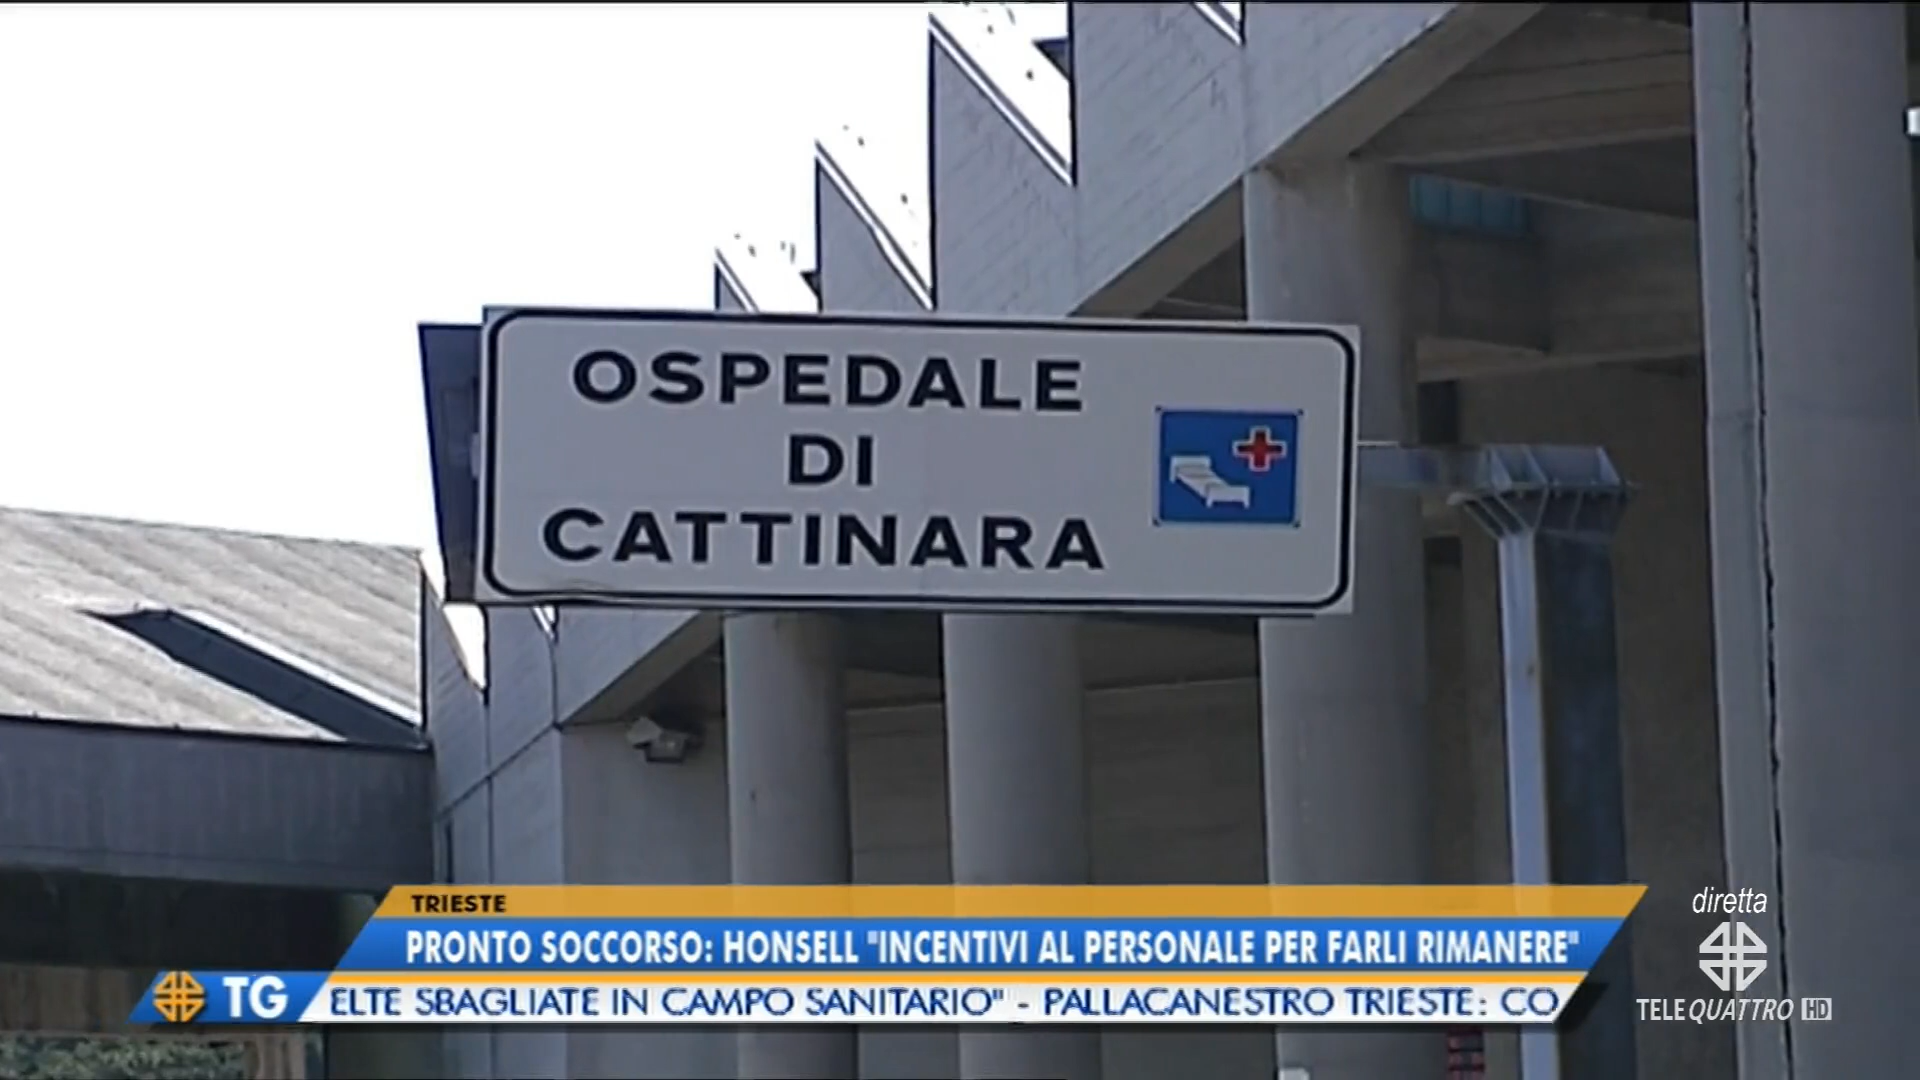 OSPEDALE
DI
CATTINARA
TRIESTE
PRONTO SOCCORSO: HONSELL "INCENTIVI AL PERSONALE PER FARLI RIMANERE"
TG
ELTE SBAGLIATE IN CAMPO SANITARIO" - PALLACANESTRO TRIESTE: CO
diretta
TELEQUATTRO HD